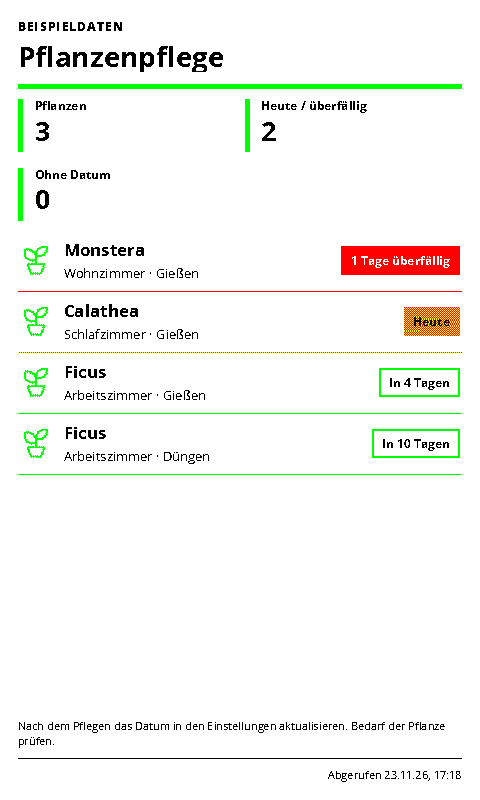 BEISPIELDATEN
Pflanzenpflege
Pflanzen
3
Heute / überfällig
2
Ohne Datum
0
Monstera
Wohnzimmer · Gießen
1 Tage überfällig
Calathea
Schlafzimmer · Gießen
Heute
Ficus
Arbeitszimmer · Gießen
In 4 Tagen
Ficus
Arbeitszimmer · Düngen
In 10 Tagen
Nach dem Pflegen das Datum in den Einstellungen aktualisieren. Bedarf der Pflanze
prüfen.
Abgerufen 23.11.26, 17:18